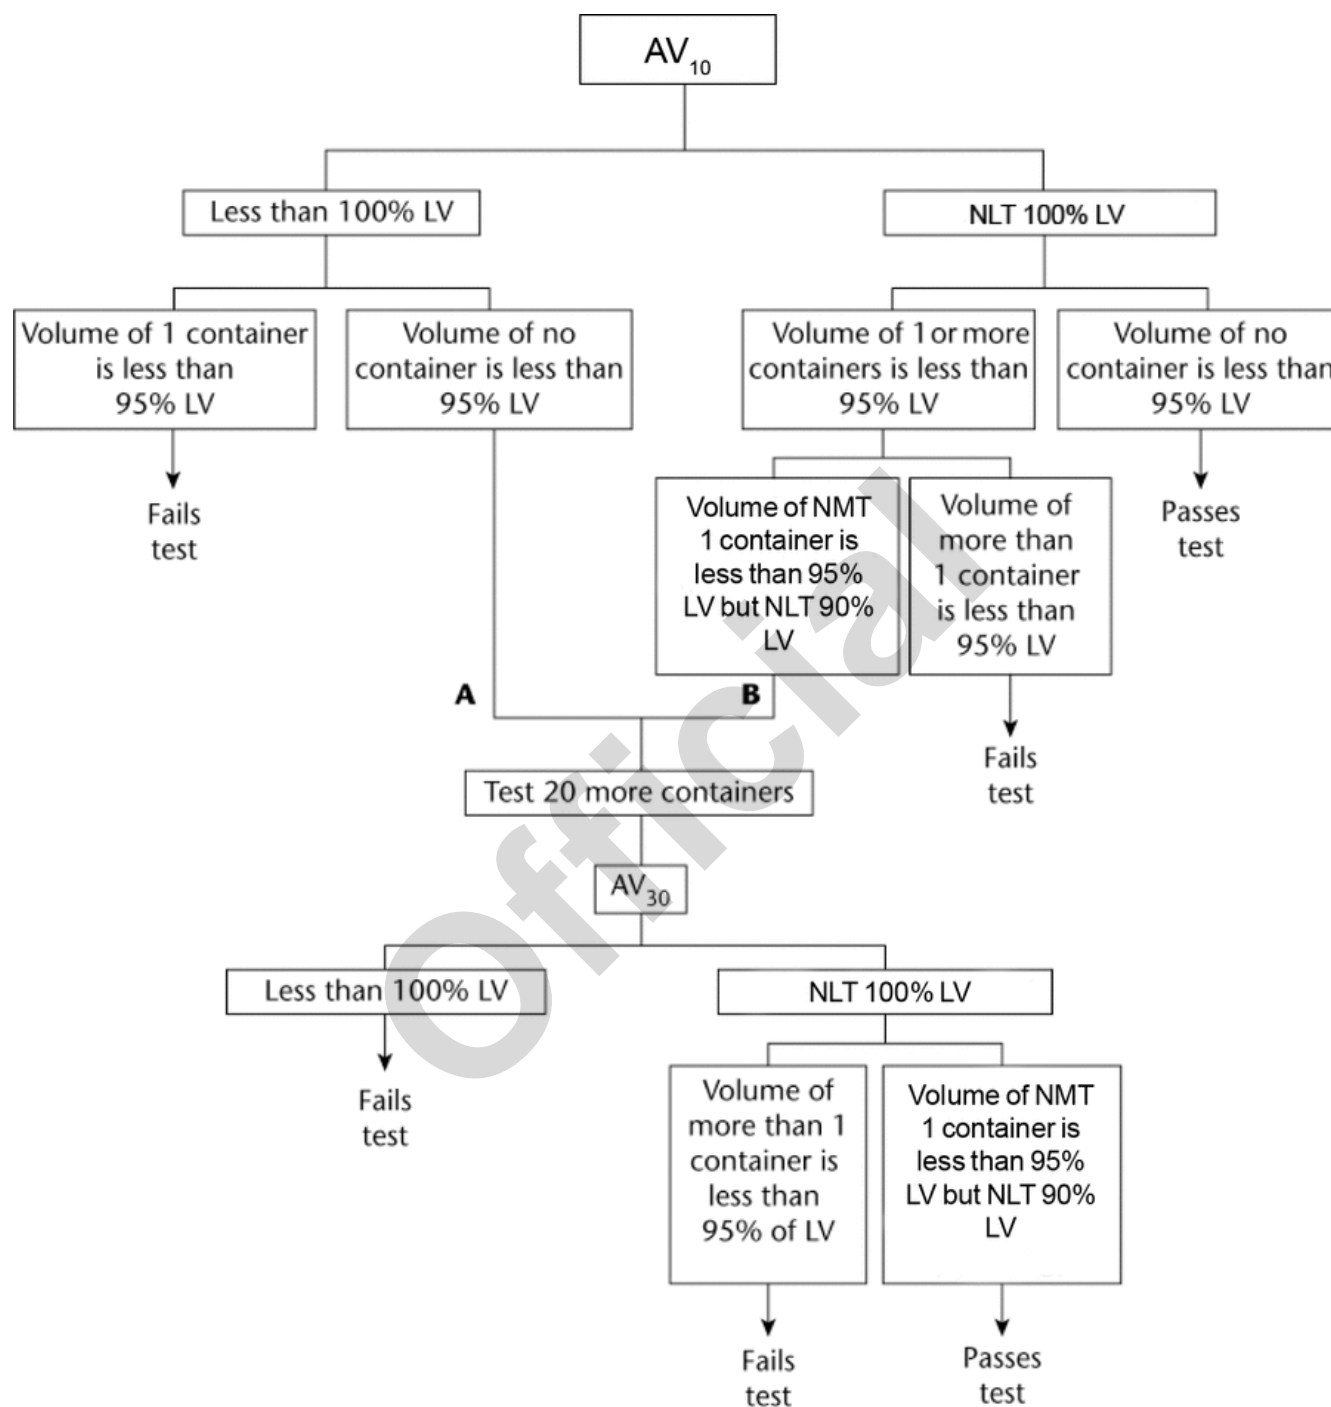 AV10
Less than 100% LV
NLT 100% LV
Volume of 1 container
is less than
95% LV
Volume of no
container is less than
95% LV
Volume of 1 or more
containers is less than
95% LV
Volume of no
container is less than
95% LV
Fails
test
Volume of NMT
1 container is
less than 95%
LV but NLT 90%
LV
Volume of
more than
1 container
is less than
95% LV
Passes
test
A
B
Fails
test
Test 20 more containers
AV30
Less than 100% LV
NLT 100% LV
Fails
test
Volume of
more than 1
container is
less than
95% of LV
Volume of NMT
1 container is
less than 95%
LV but NLT 90%
LV
Fails
test
Passes
test
Official